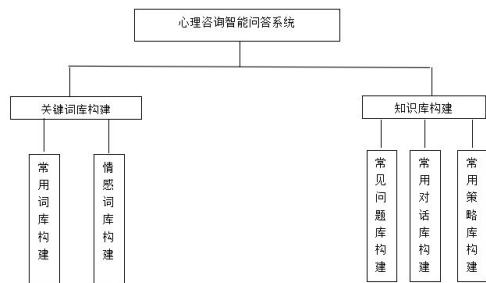 心理咨询智能问答系统
关键词库构建
知识库构建
常用词库构建
情感词库构建
常见问题库构建
常用对话库构建
常用策略库构建